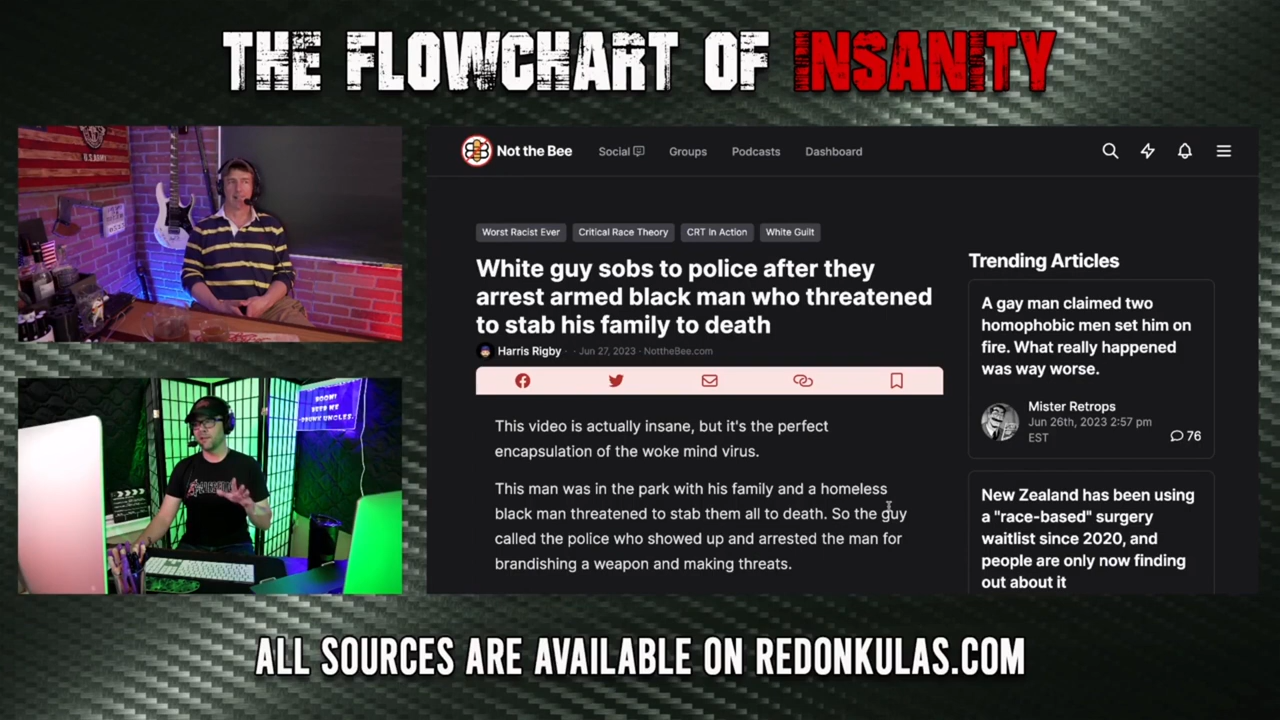 THE FLOWCHART OF INSANITY
U.S. ARMY
BOOM!
BEER ME
DRUNK UNCLES.
Not the Bee
Social
Groups
Podcasts
Dashboard
Worst Racist Ever
Critical Race Theory
CRT In Action
White Guilt
White guy sobs to police after they
arrest armed black man who threatened
to stab his family to death
Harris Rigby · · Jun 27, 2023 · NottheBee.com
This video is actually insane, but it's the perfect
encapsulation of the woke mind virus.
This man was in the park with his family and a homeless
black man threatened to stab them all to death. So the guy
called the police who showed up and arrested the man for
brandishing a weapon and making threats.
Trending Articles
A gay man claimed two
homophobic men set him on
fire. What really happened
was way worse.
Mister Retrops
Jun 26th, 2023 2:57 pm
EST
76
New Zealand has been using
a "race-based" surgery
waitlist since 2020, and
people are only now finding
out about it
ALL SOURCES ARE AVAILABLE ON REDONKULAS.COM